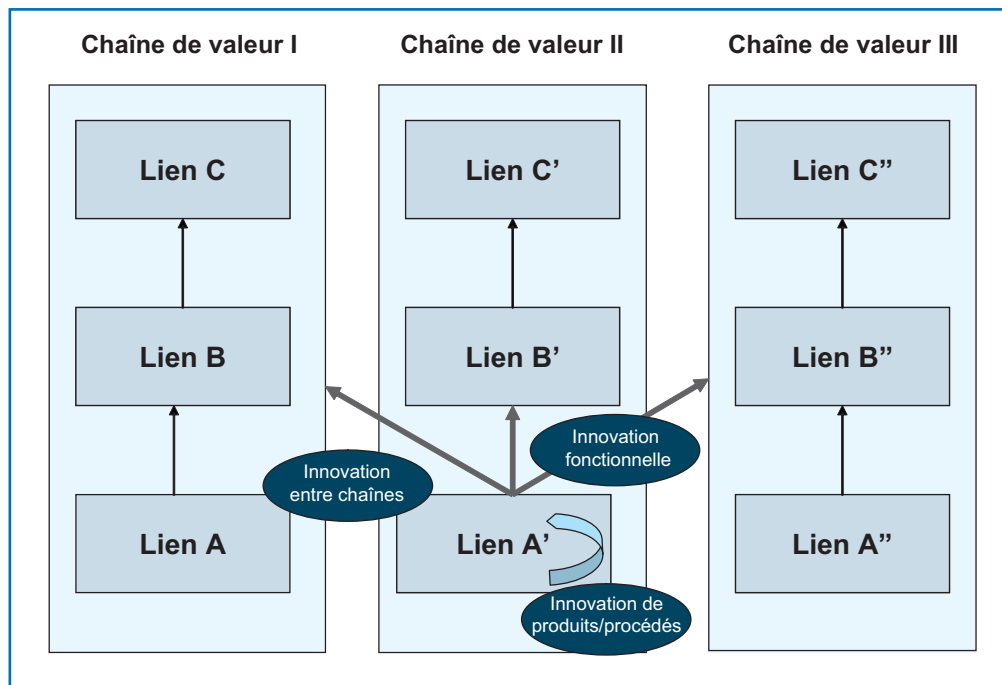 Chaîne de valeur I
Chaîne de valeur II
Chaîne de valeur III
Lien C
Lien C’
Lien C’’
Lien B
Lien B’
Lien B’’
Innovation
fonctionnelle
Innovation
entre chaînes
Lien A
Lien A’
Lien A’’
Innovation de
produits/procédés